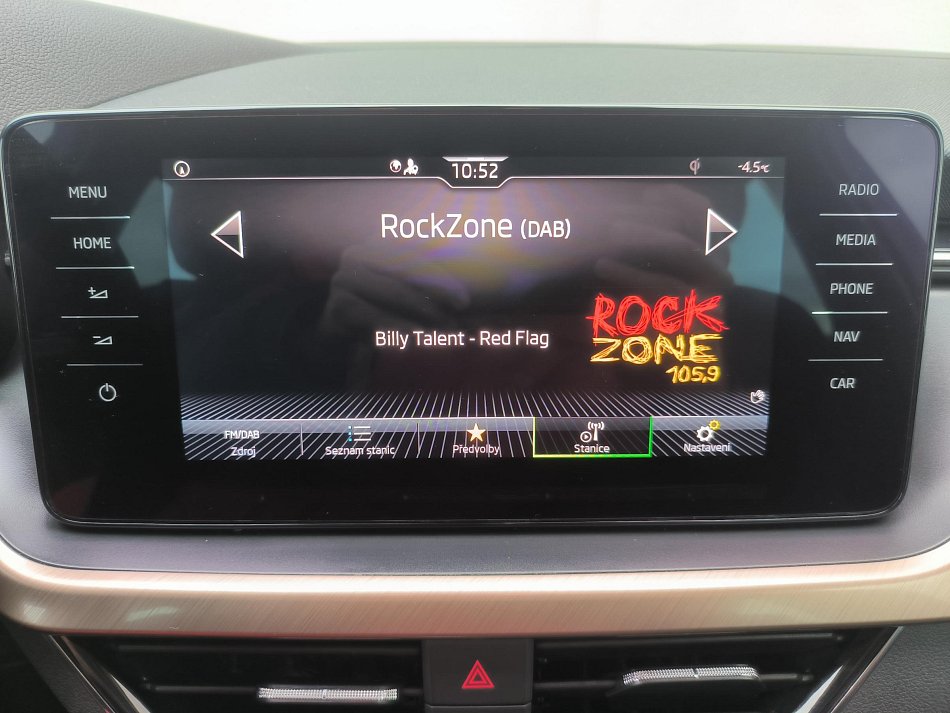 10:52
-4.5°C
MENU
HOME
RADIO
MEDIA
PHONE
NAV
CAR
RockZone (DAB)
Billy Talent - Red Flag
ROCK
ZONE
105,9
FM/DAB
Zdroj
Seznam stanic
Předvolby
Stanice
Nastavení